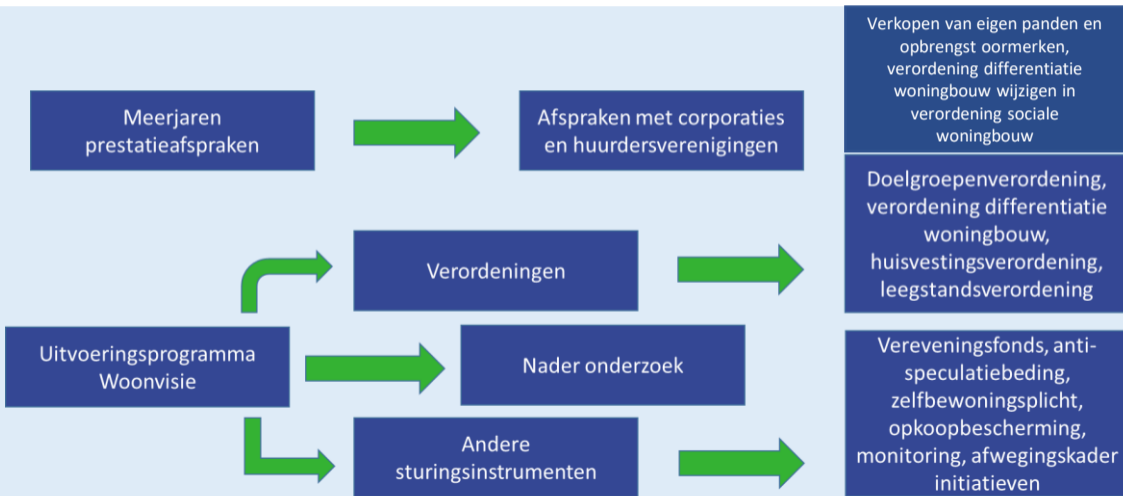 Meerjaren
prestatieafspraken
Afspraken met corporaties
en huurdersverenigingen
Verkopen van eigen panden en
opbrengst oormerken,
verordening differentiatie
woningbouw wijzigen in
verordening sociale
woningbouw
Verordeningen
Doelgroepenverordening,
verordening differentiatie
woningbouw,
huisvestingsverordening,
leegstandsverordening
Uitvoeringsprogramma
Woonvisie
Nader onderzoek
Andere
sturingsinstrumenten
Vereveningsfonds, anti-
speculatiebeding,
zelfbewoningsplicht,
opkoopbescherming,
monitoring, afwegingskader
initiatieven